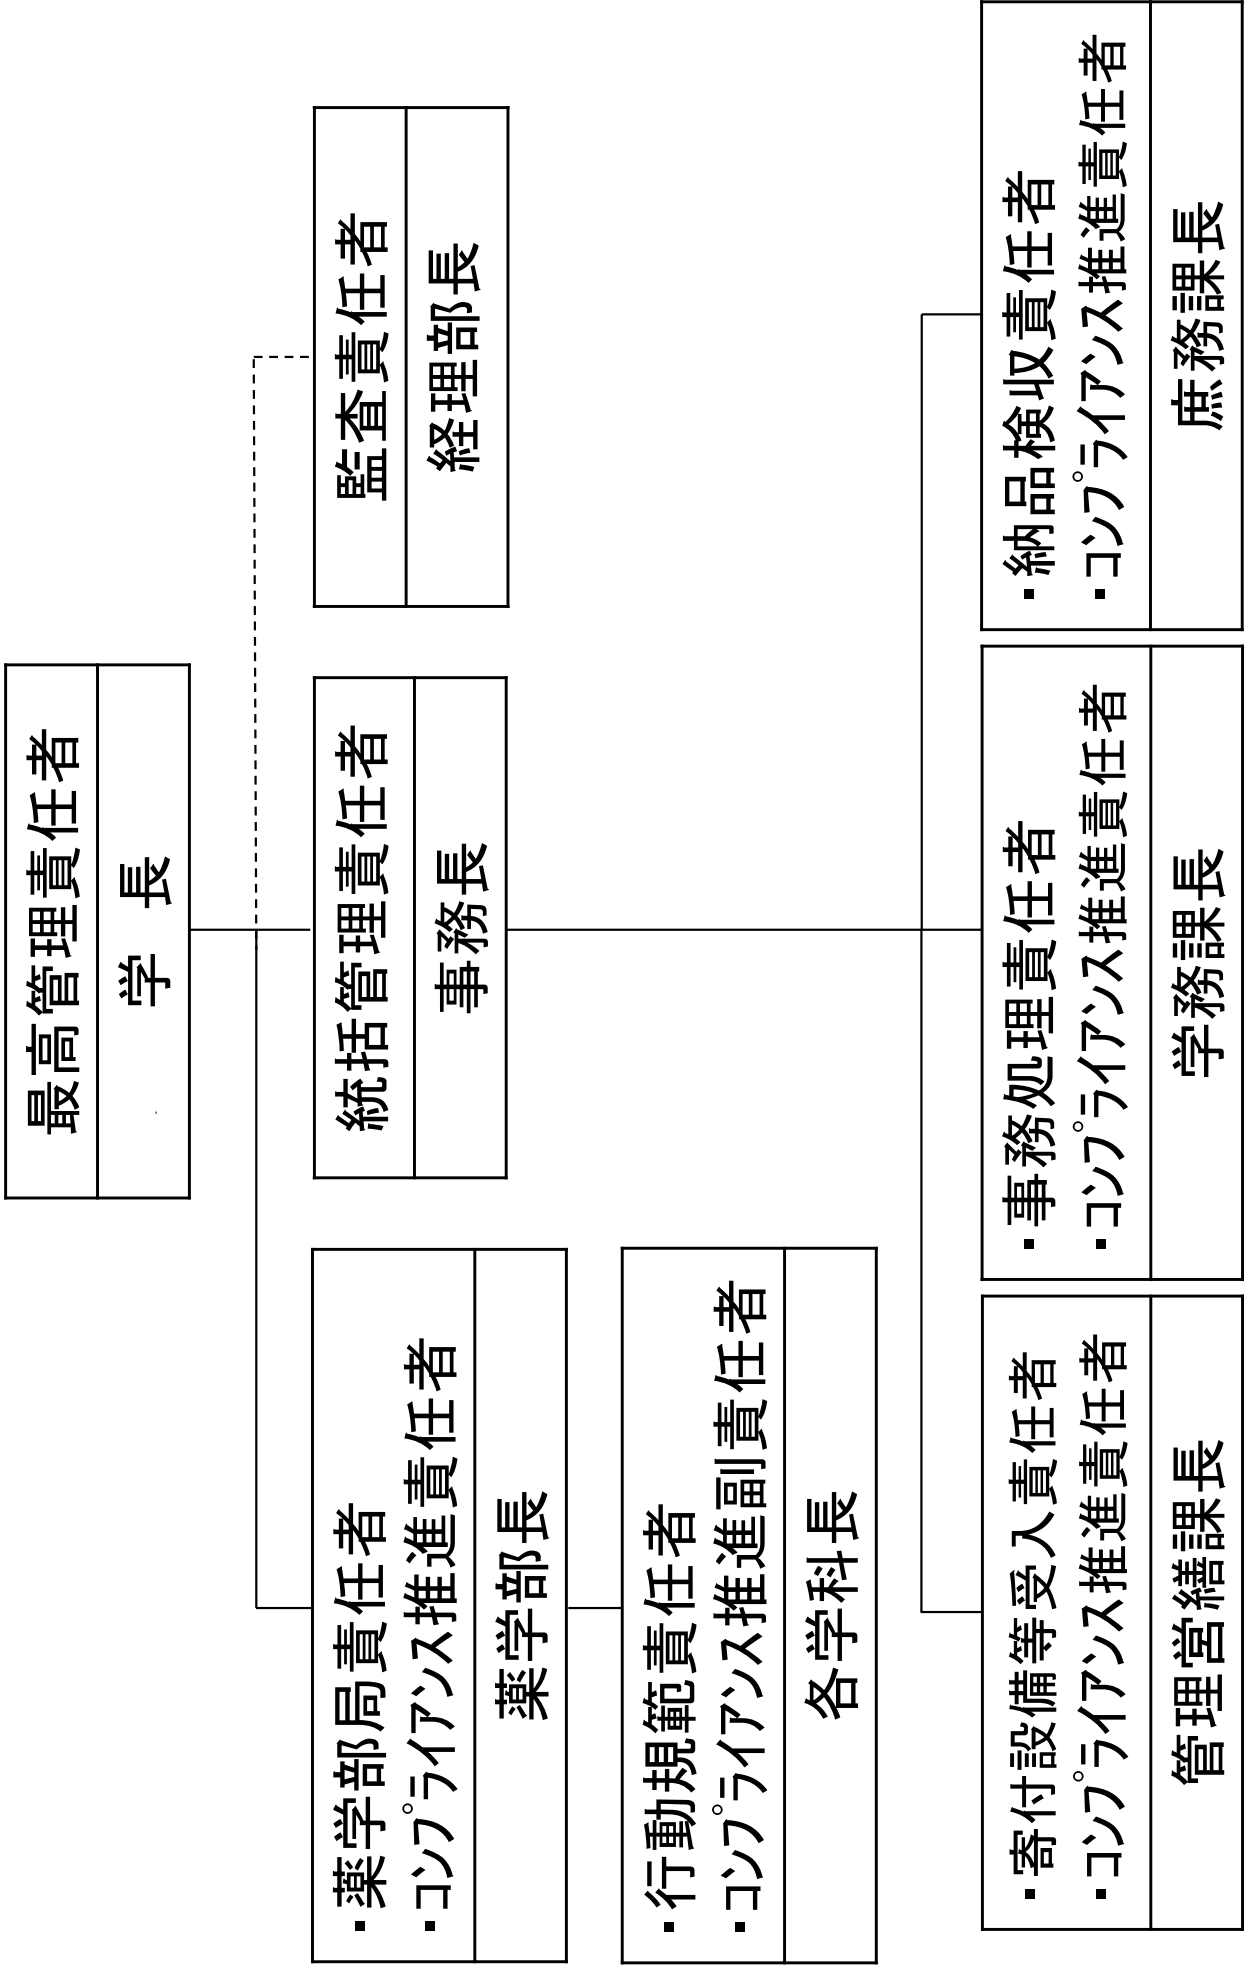 最高管理責任者
学　長
・薬学部局責任者
・コンプライアンス推進責任者
薬学部長
統括管理責任者
事務長
監査責任者
経理部長
・行動規範責任者
・コンプライアンス推進副責任者
各学科長
・寄付設備等受入責任者
・コンプライアンス推進責任者
管理営繕課長
・事務処理責任者
・コンプライアンス推進責任者
学務課長
・納品検収責任者
・コンプライアンス推進責任者
庶務課長